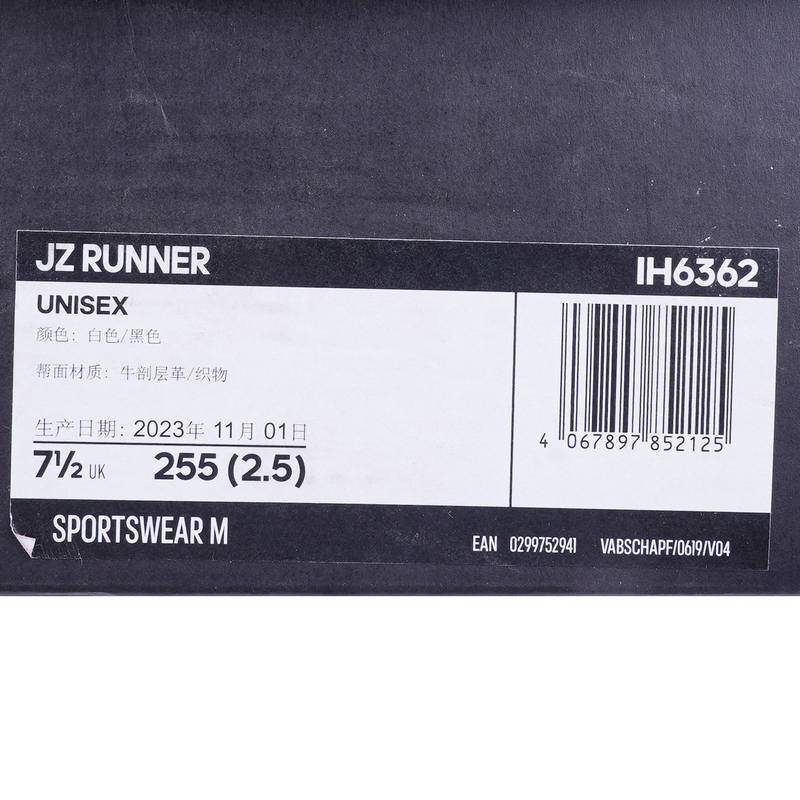 JZ RUNNER
IH6362
UNISEX
颜色: 白色/黑色
帮面材质: 牛剖层革/织物
生产日期: 2023年 11月 01日
7½ UK 255 (2.5)
4 067897 852125
SPORTSWEAR M
EAN 0299752941 VABSCHAPF/0619/V04